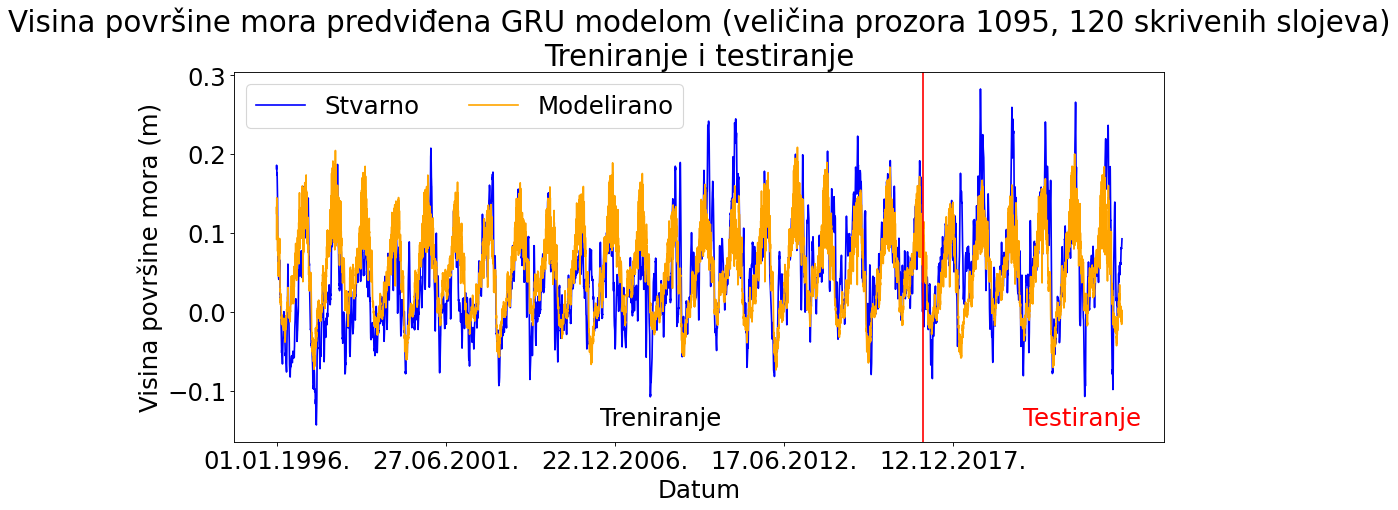 Visina površine mora predviđena GRU modelom (veličina prozora 1095, 120 skrivenih slojeva)
Treniranje i testiranje
Stvarno
Modelirano
Visina površine mora (m)
0.3
0.2
0.1
0.0
−0.1
Treniranje
Testiranje
01.01.1996.
27.06.2001.
22.12.2006.
17.06.2012.
12.12.2017.
Datum